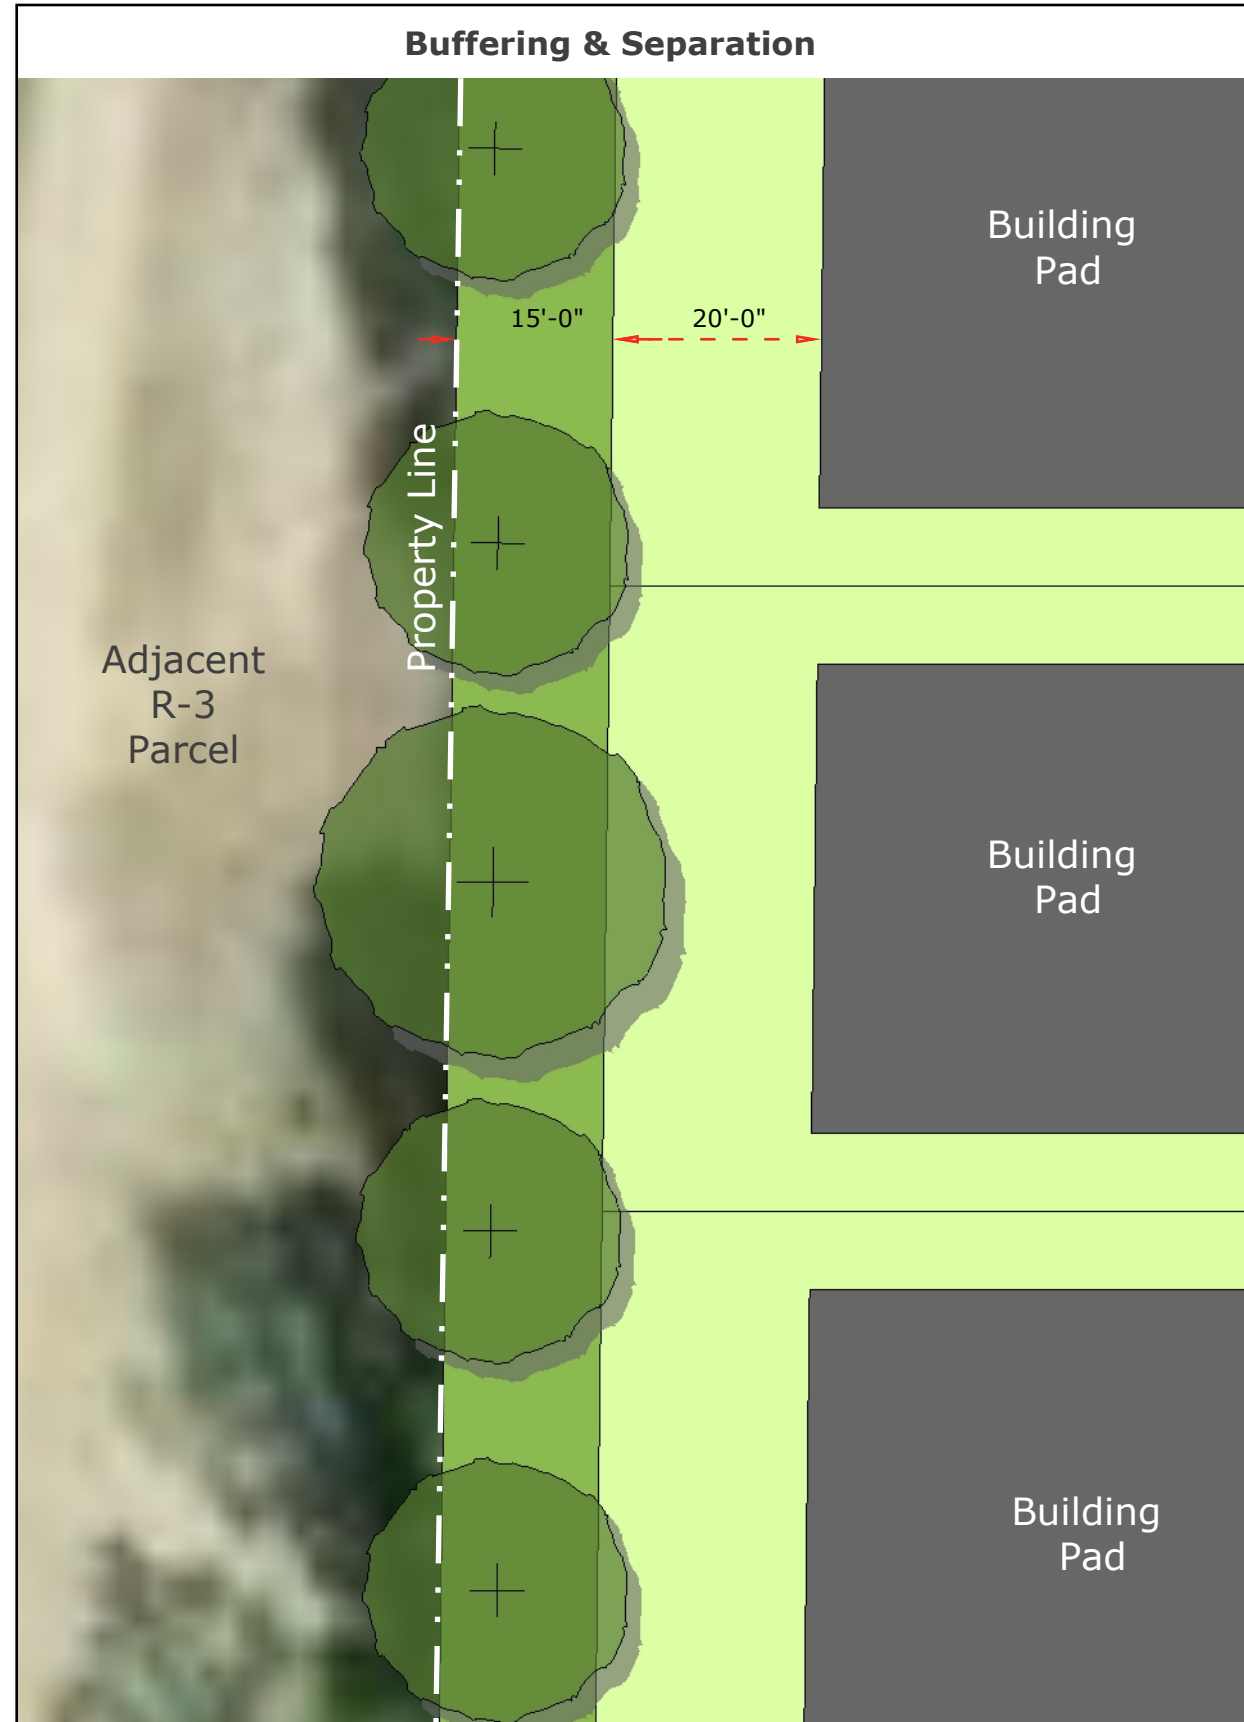 Buffering & Separation
Building
Pad
15'-0"
20'-0"
Property Line
Adjacent
R-3
Parcel
Building
Pad
Building
Pad